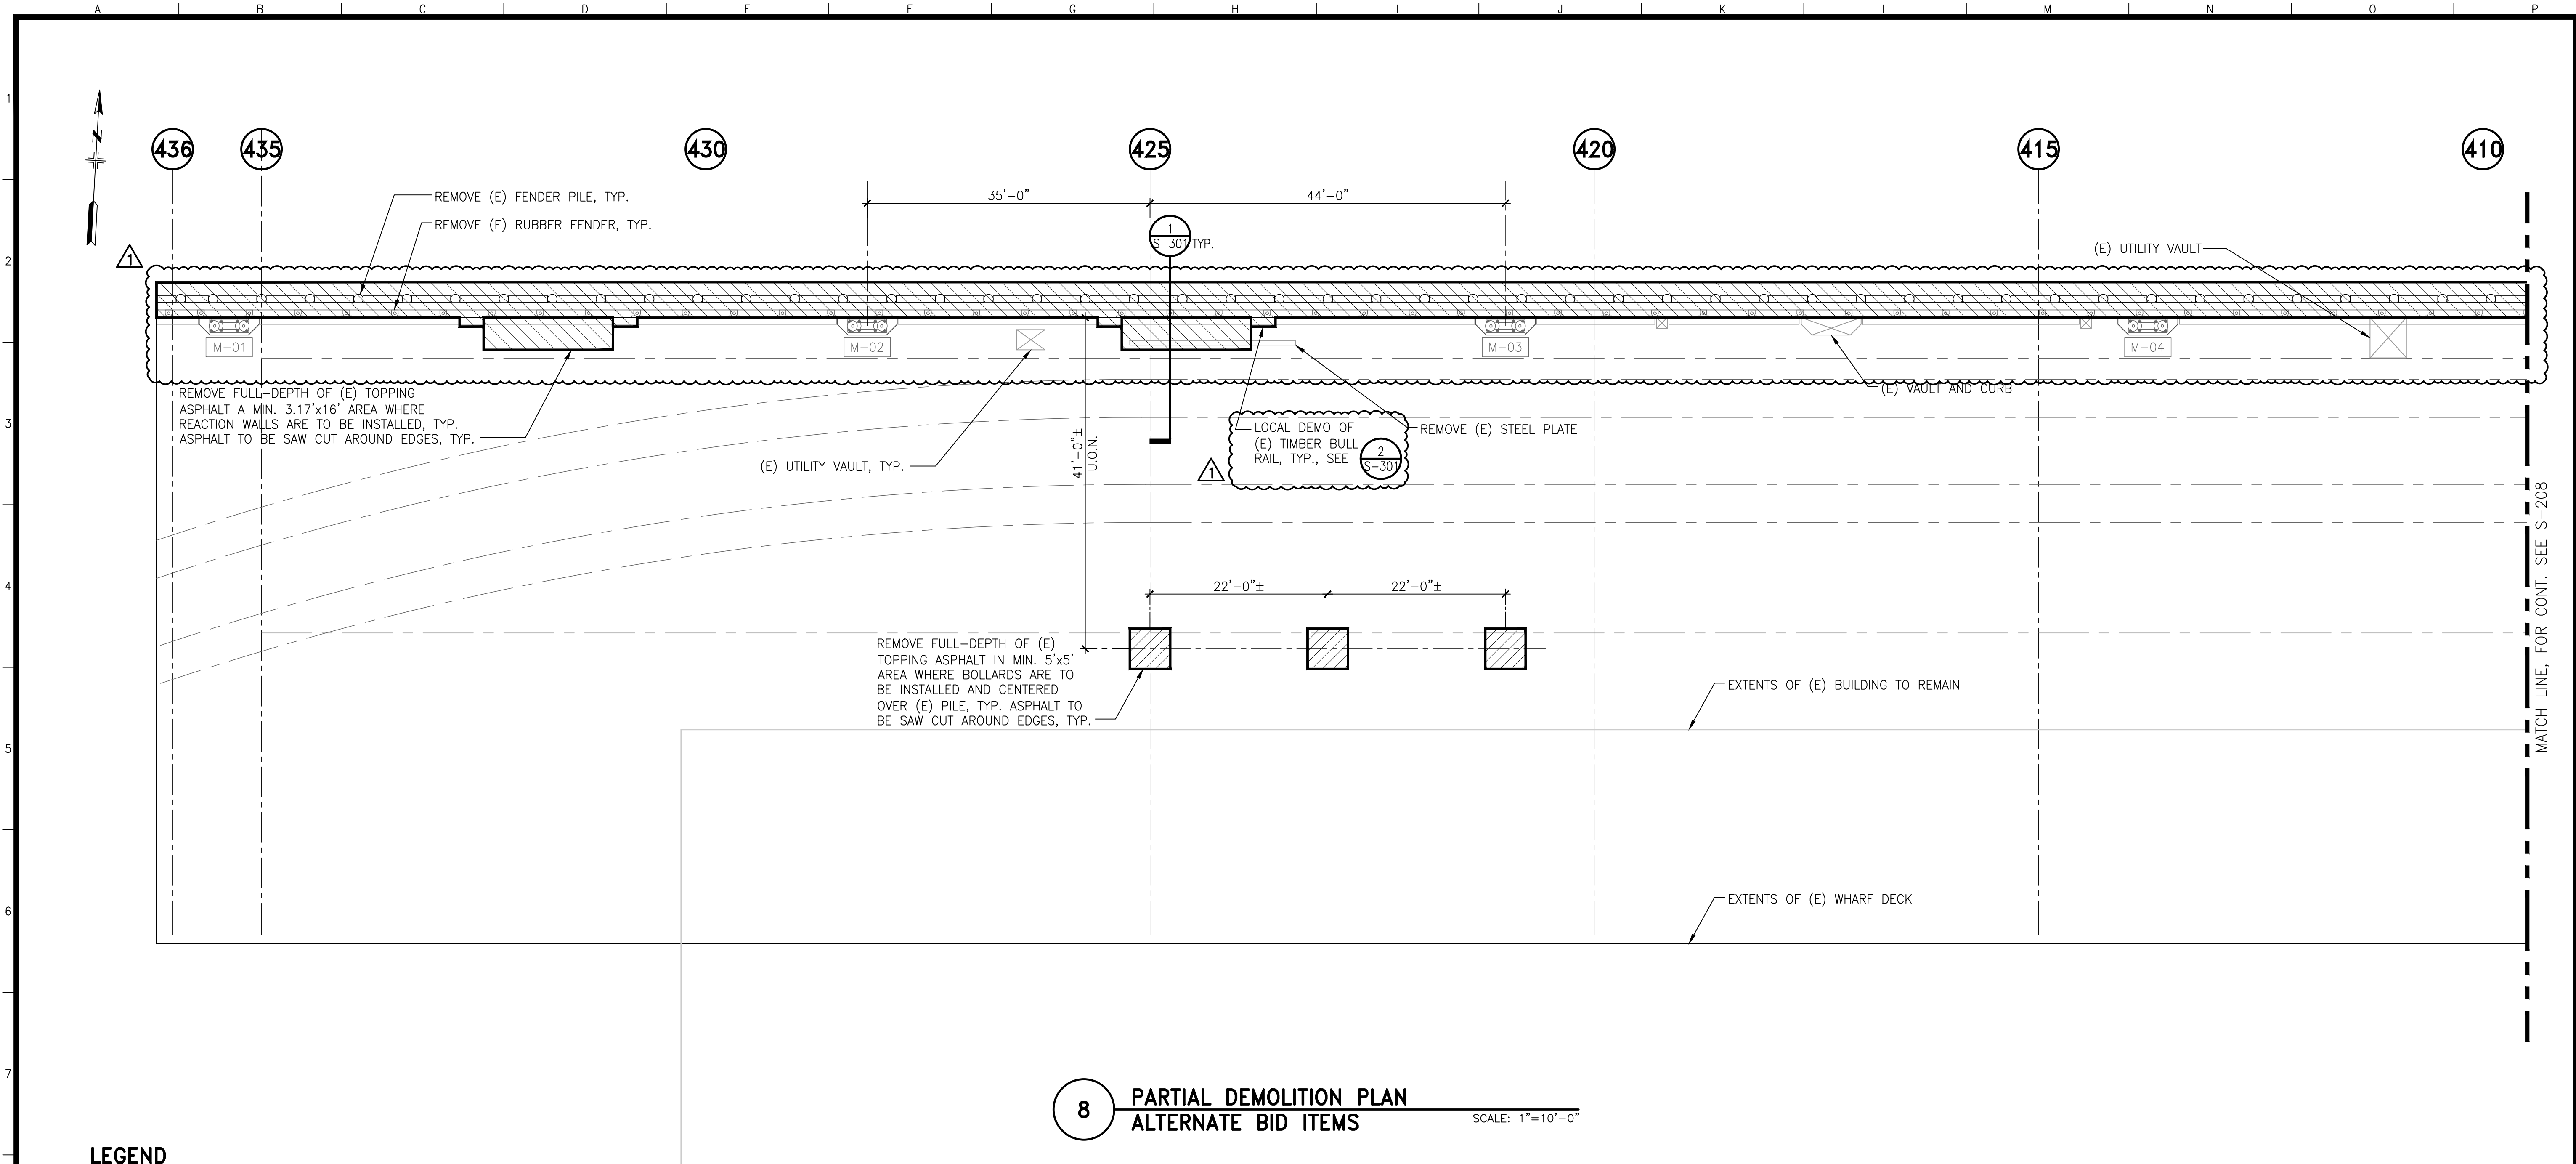 A B C D E F G H I J K L M N O P
1
N
436 435 430 425 420 415 410
REMOVE (E) FENDER PILE, TYP.
REMOVE (E) RUBBER FENDER, TYP.
35'-0"
44'-0"
1
S-301 TYP.
(E) UTILITY VAULT
1
2
M-01
M-02
M-03
M-04
REMOVE FULL-DEPTH OF (E) TOPPING
ASPHALT A MIN. 3.17'x16' AREA WHERE
REACTION WALLS ARE TO BE INSTALLED, TYP.
ASPHALT TO BE SAW CUT AROUND EDGES, TYP.
(E) VAULT AND CURB
3
(E) UTILITY VAULT, TYP.
41'-0"±
U.O.N.
LOCAL DEMO OF
(E) TIMBER BULL
RAIL, TYP., SEE
2
S-301
1
REMOVE (E) STEEL PLATE
4
22'-0"±
22'-0"±
REMOVE FULL-DEPTH OF (E)
TOPPING ASPHALT IN MIN. 5'x5'
AREA WHERE BOLLARDS ARE TO
BE INSTALLED AND CENTERED
OVER (E) PILE, TYP. ASPHALT TO
BE SAW CUT AROUND EDGES, TYP.
EXTENTS OF (E) BUILDING TO REMAIN
MATCH LINE, FOR CONT. SEE S-208
5
EXTENTS OF (E) WHARF DECK
6
7
8
PARTIAL DEMOLITION PLAN
ALTERNATE BID ITEMS
SCALE: 1"=10'-0"
LEGEND